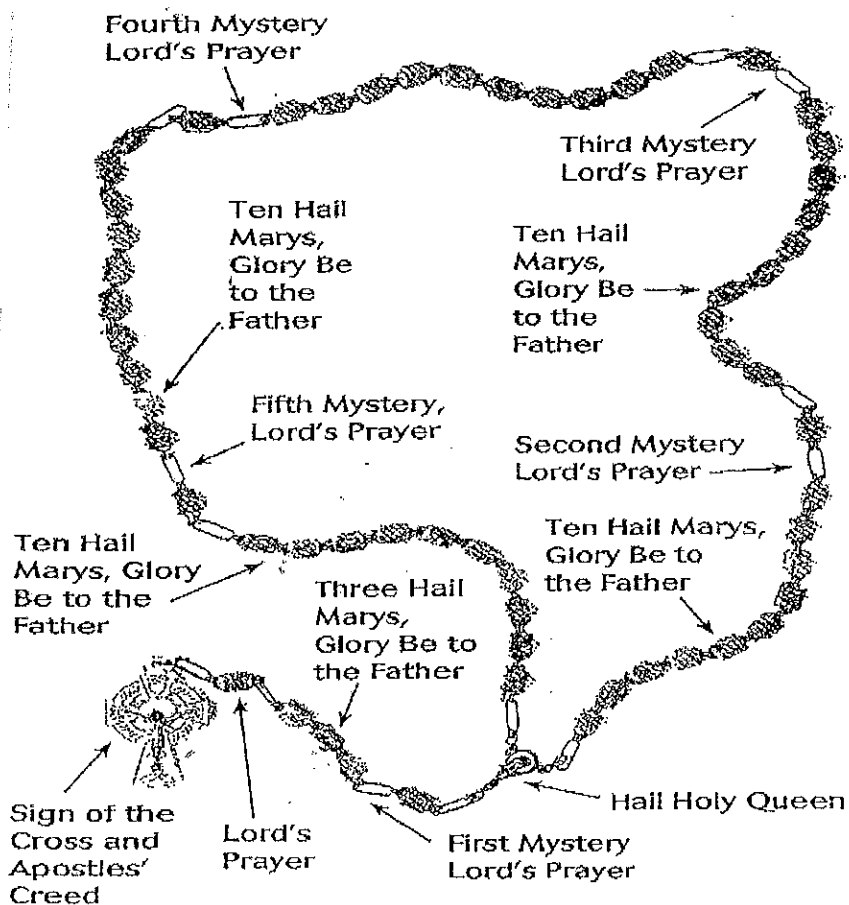 Fourth Mystery
Lord's Prayer
Third Mystery
Lord's Prayer
Ten Hail
Marys,
Glory Be
to the
Father
Ten Hail
Marys,
Glory Be
to the
Father
Fifth Mystery,
Lord's Prayer
Second Mystery
Lord's Prayer
Ten Hail
Marys, Glory
Be to the
Father
Ten Hail Marys,
Glory Be to
the Father
Three Hail
Marys,
Glory Be to
the Father
Sign of the
Cross and
Apostles'
Creed
Lord's
Prayer
First Mystery
Lord's Prayer
Hail Holy Queen